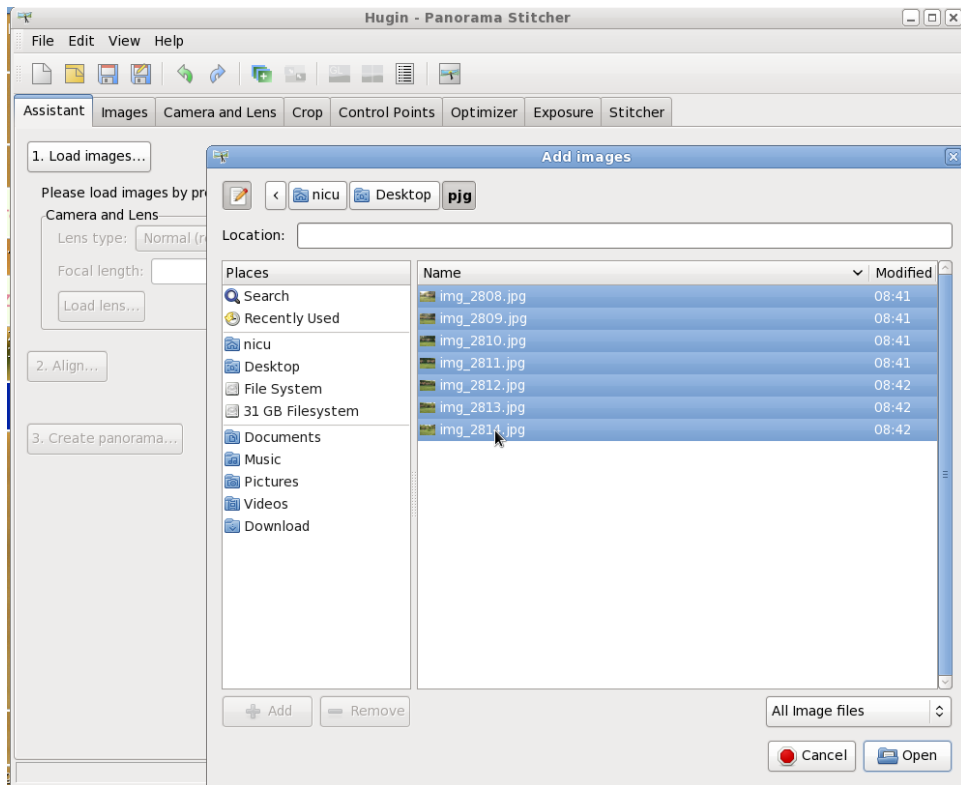 Hugin - Panorama Stitcher
File Edit View Help
Assistant Images Camera and Lens Crop Control Points Optimizer Exposure Stitcher
1. Load images...
Please load images by pr
Camera and Lens
Lens type: Normal (r
Focal length:
Load lens...
2. Align...
3. Create panorama...
Add images
< nicu Desktop pjg
Location:
Places
Search
Recently Used
nicu
Desktop
File System
31 GB Filesystem
Documents
Music
Pictures
Videos
Download
Name Modified
img_2808.jpg 08:41
img_2809.jpg 08:41
img_2810.jpg 08:41
img_2811.jpg 08:41
img_2812.jpg 08:42
img_2813.jpg 08:42
img_2814.jpg 08:42
Add Remove
All Image files
Cancel Open